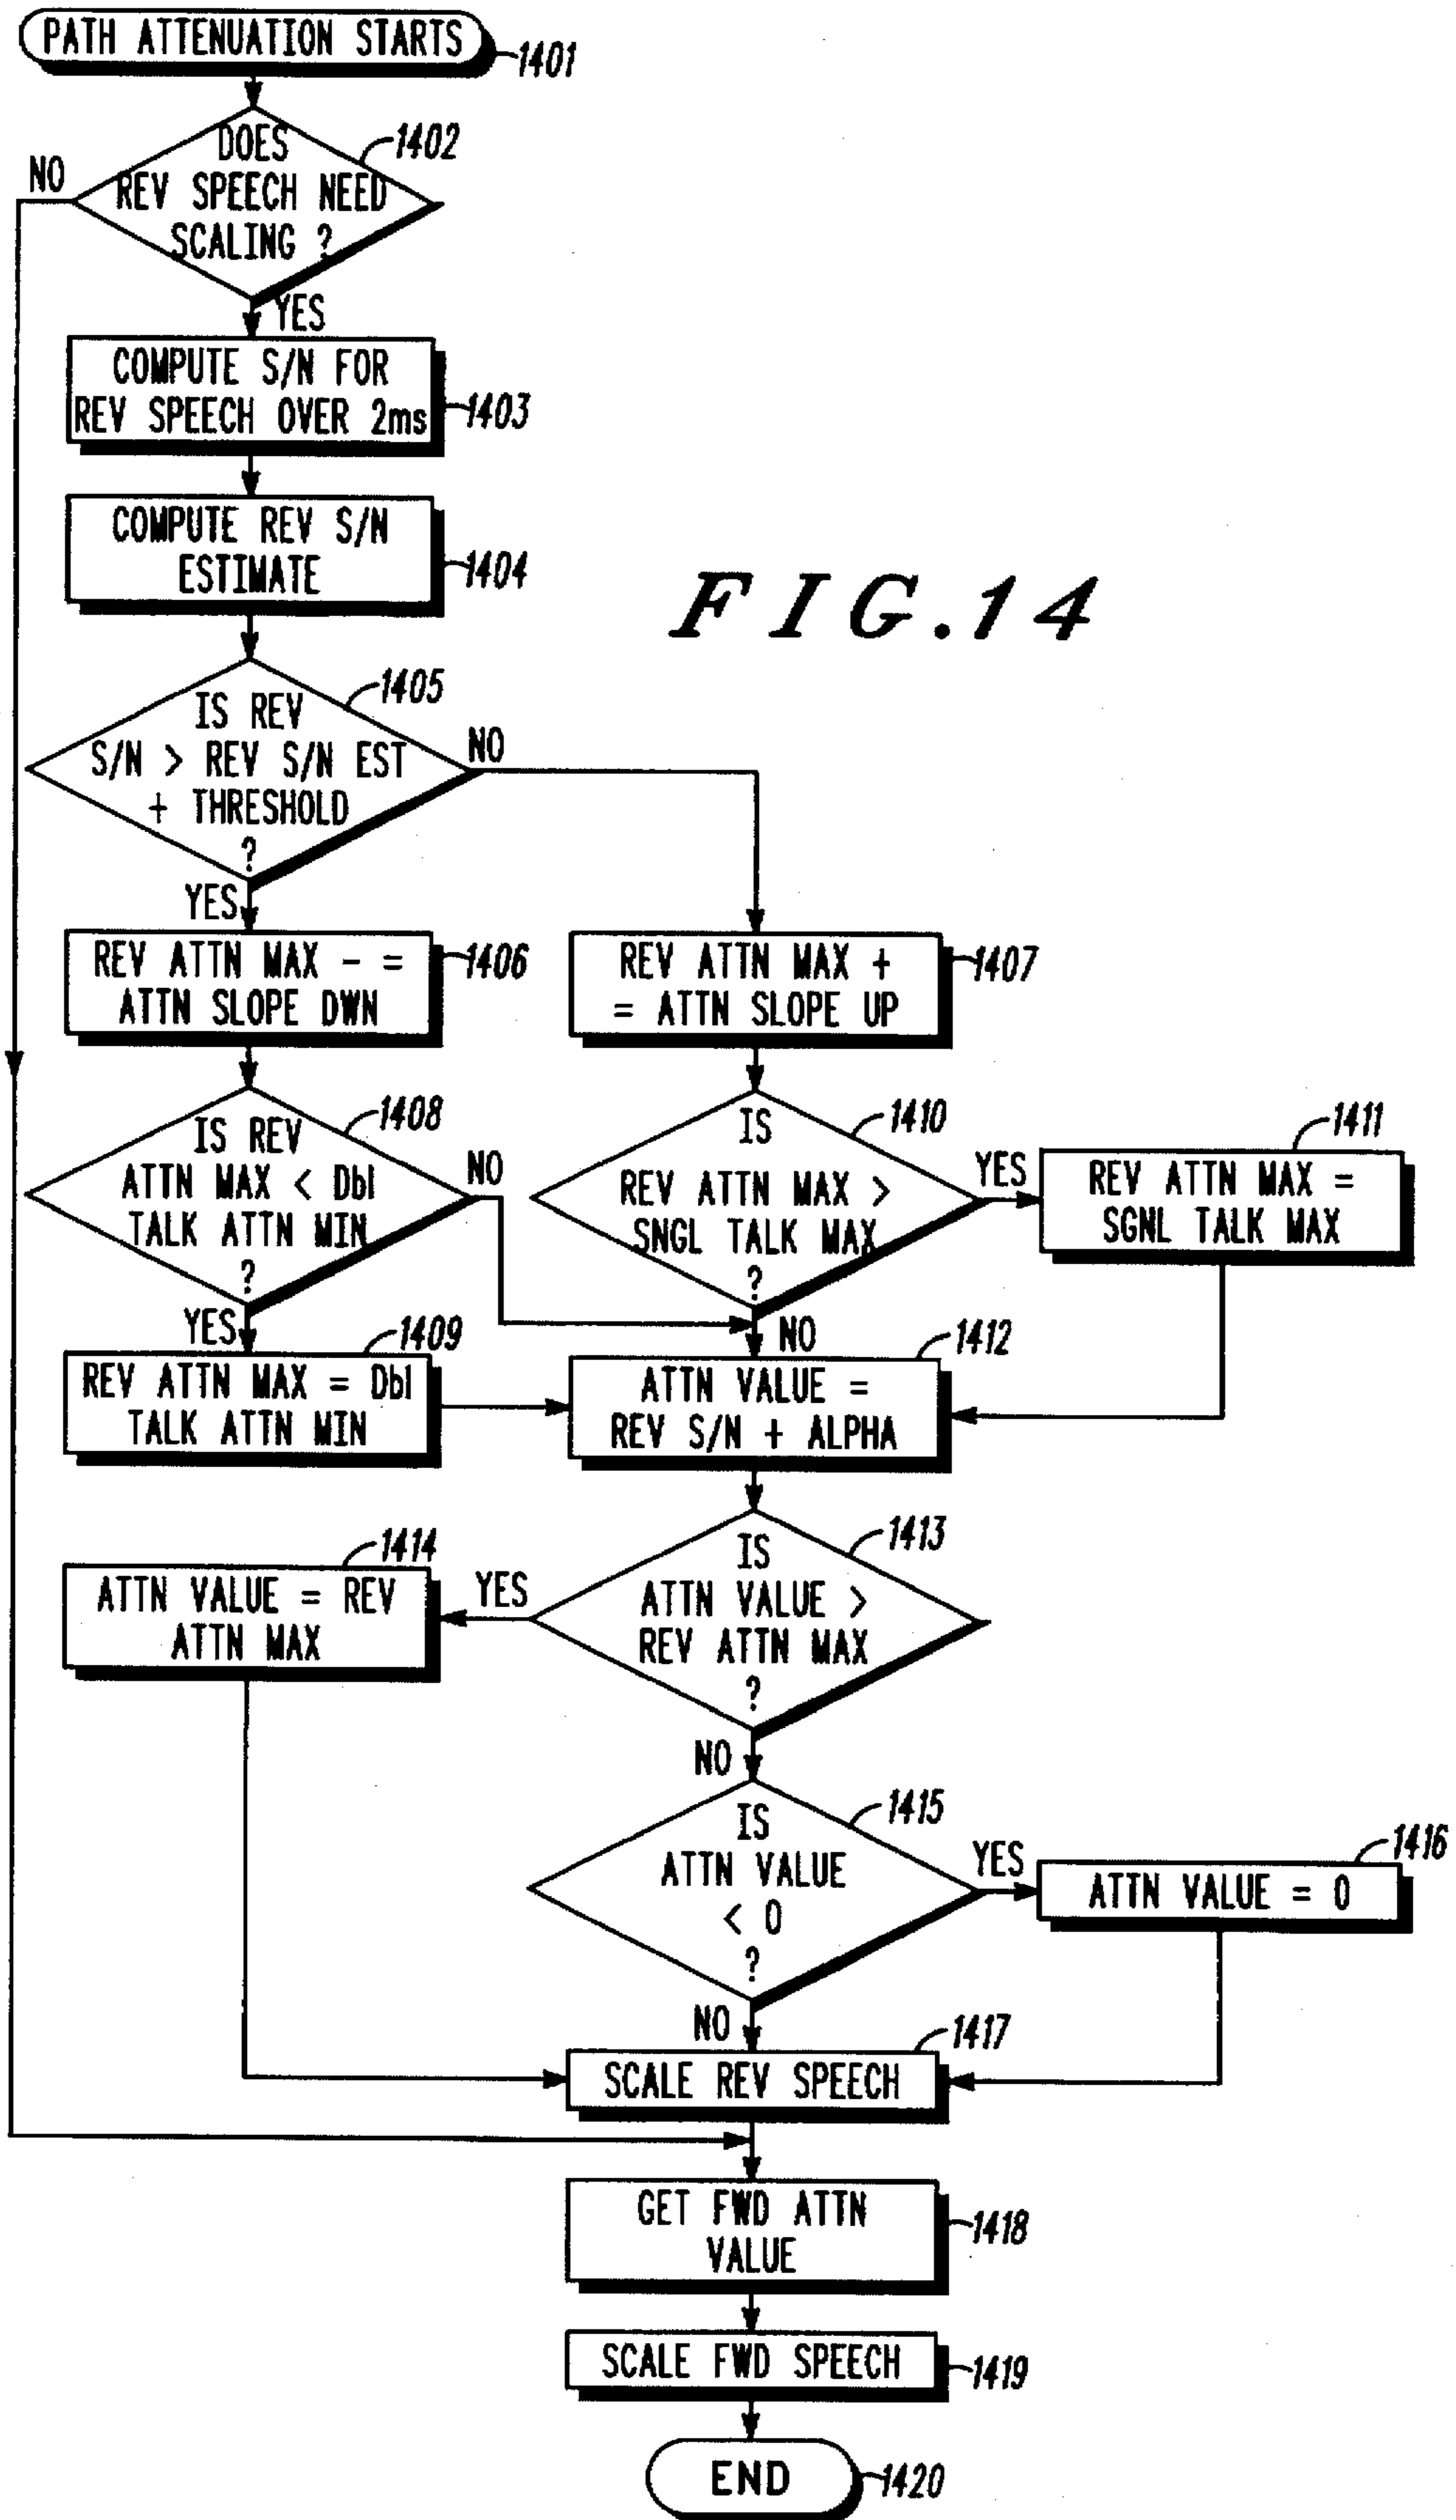 PATH ATTENUATION STARTS
1401
DOES
REV SPEECH NEED
SCALING ?
1402
NO
YES
COMPUTE S/N FOR
REV SPEECH OVER 2ms
1403
COMPUTE REV S/N
ESTIMATE
1404
FIG.14
IS REV
S/N > REV S/N EST
+ THRESHOLD
?
1405
NO
YES
REV ATTN MAX - =
ATTN SLOPE DWN
1406
REV ATTN MAX +
= ATTN SLOPE UP
1407
IS REV
ATTN MAX < Dbl
TALK ATTN MIN
?
1408
NO
YES
IS
REV ATTN MAX >
SNGL TALK MAX
?
1410
YES
NO
REV ATTN MAX =
SGNL TALK MAX
1411
REV ATTN MAX = Dbl
TALK ATTN MIN
1409
ATTN VALUE =
REV S/N + ALPHA
1412
IS
ATTN VALUE >
REV ATTN MAX
?
1413
YES
NO
ATTN VALUE = REV
ATTN MAX
1414
IS
ATTN VALUE
< 0
?
1415
YES
NO
ATTN VALUE = 0
1416
SCALE REV SPEECH
1417
GET FWD ATTN
VALUE
1418
SCALE FWD SPEECH
1419
END
1420